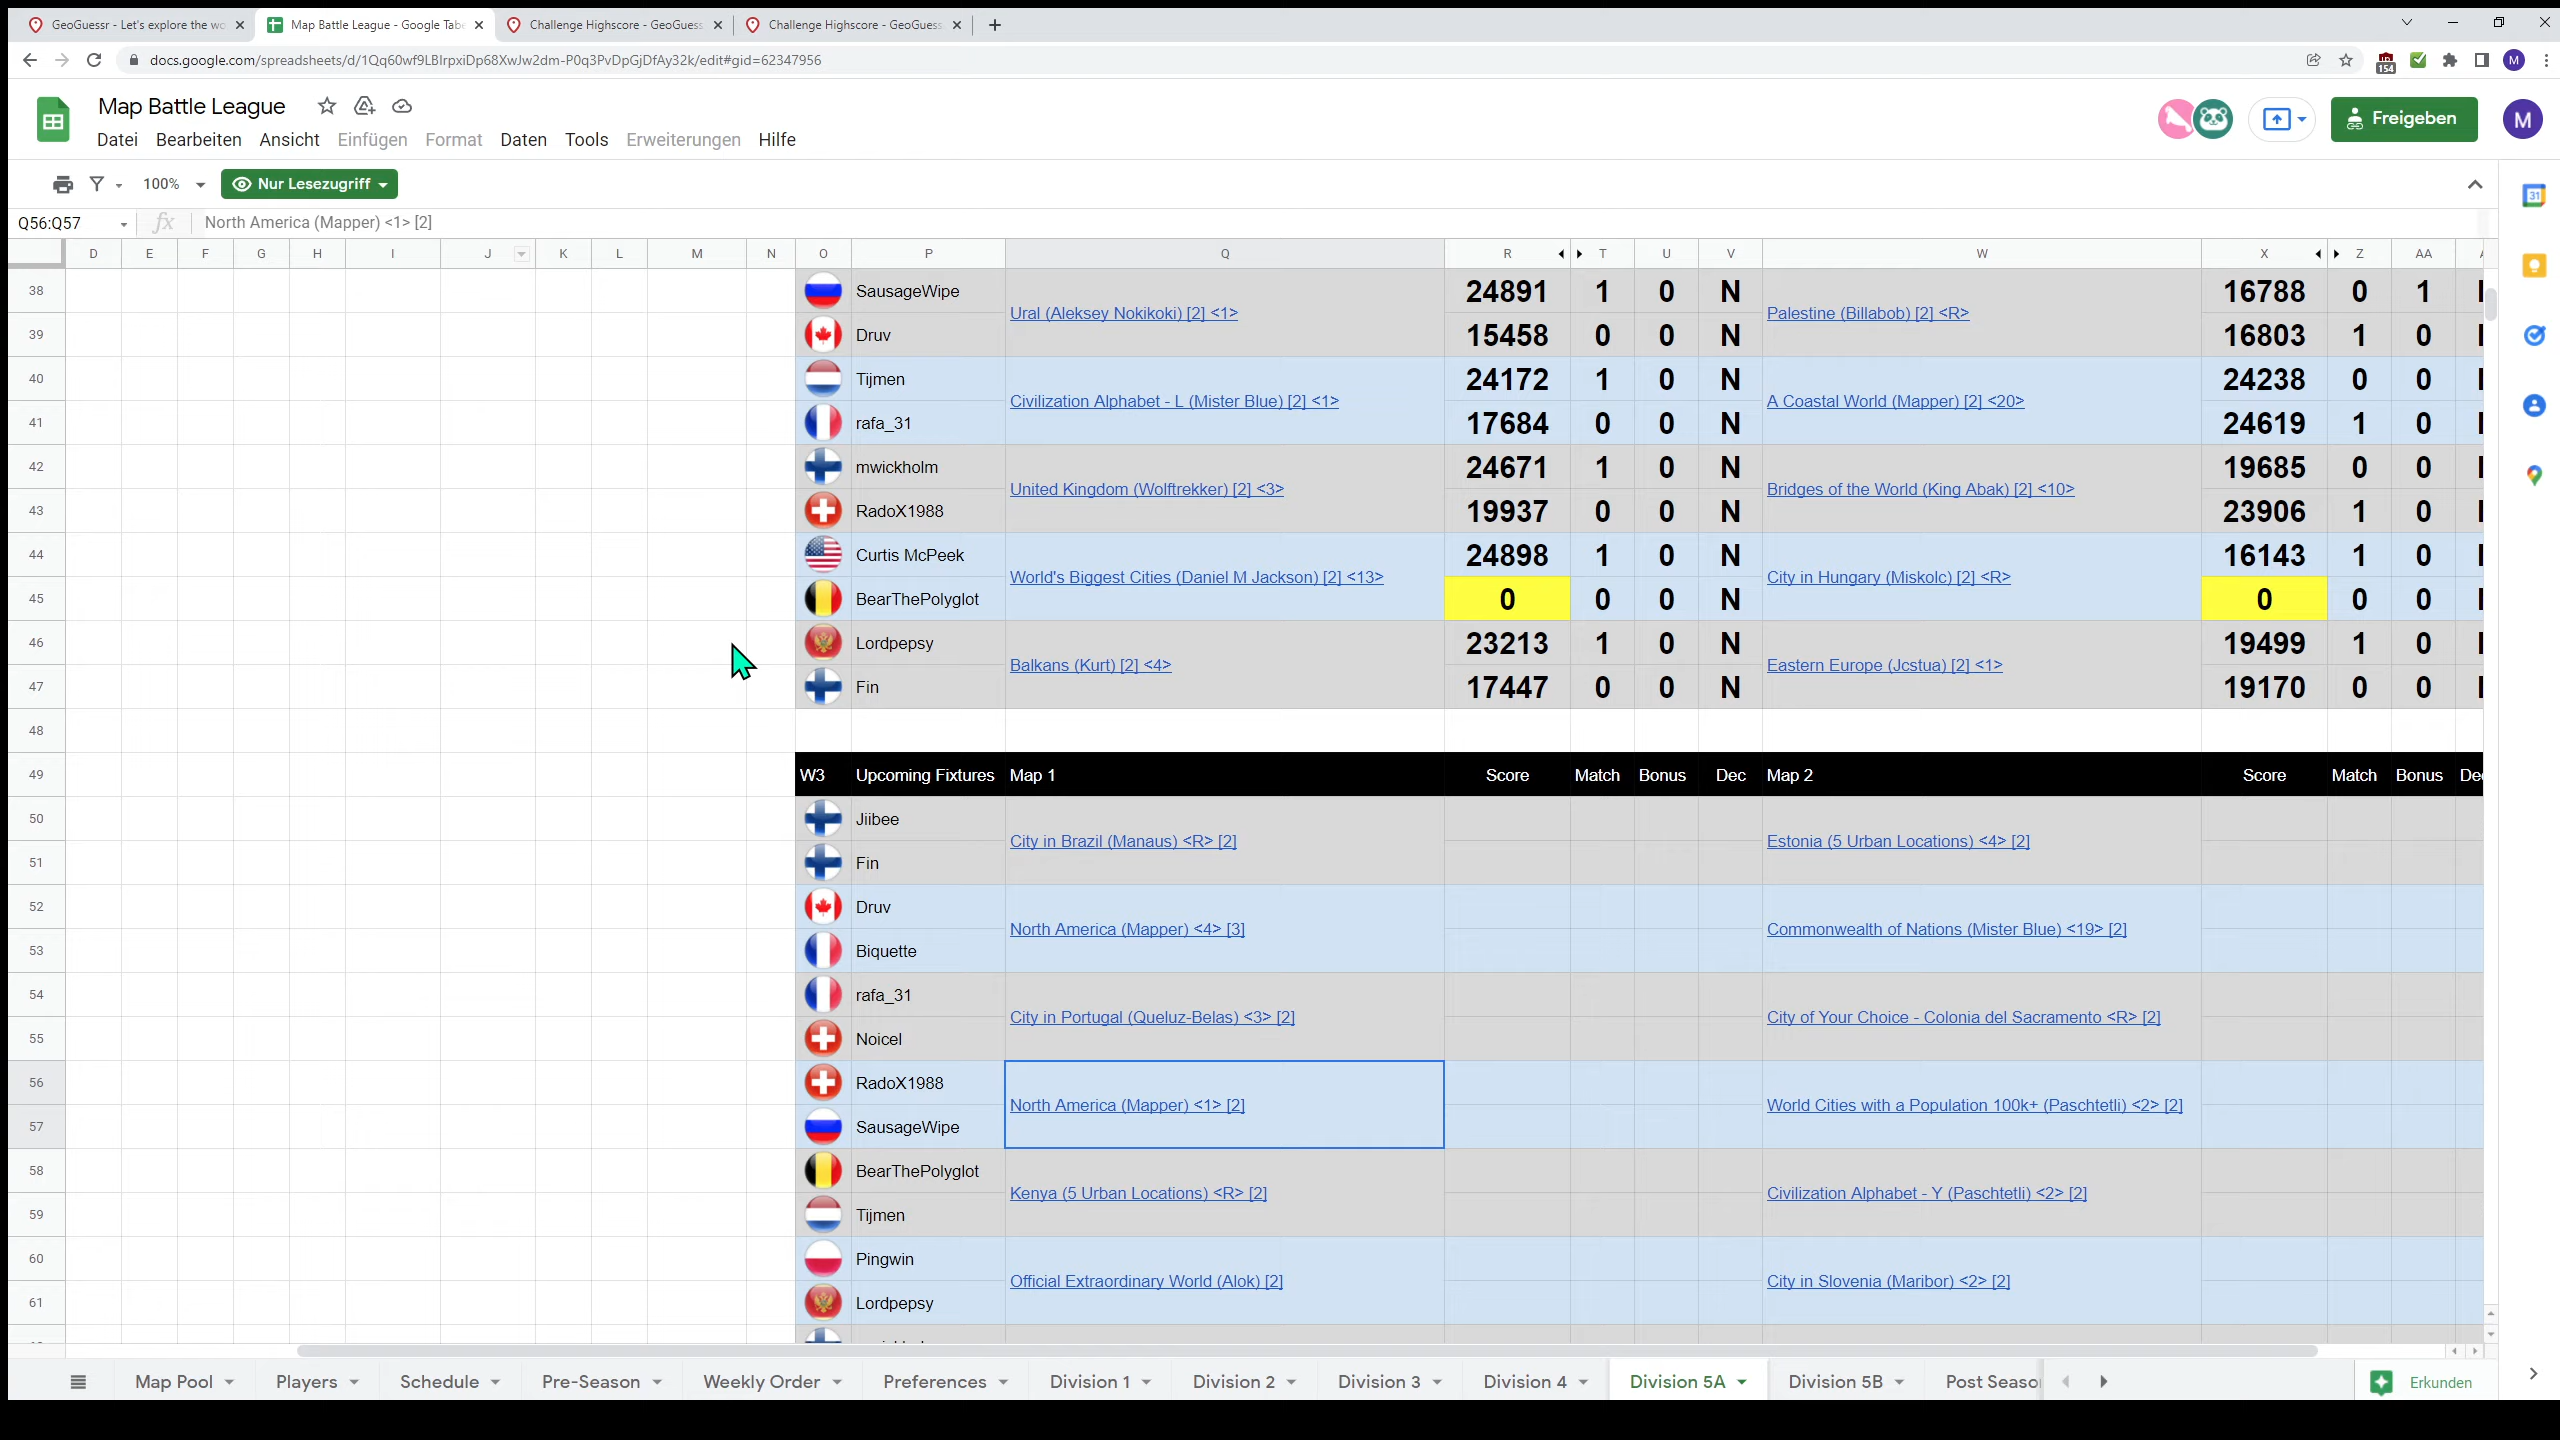 GeoGuessr - Let's explore the wo
Map Battle League - Google Tabe
Challenge Highscore - GeoGuess
Challenge Highscore - GeoGuess
docs.google.com/spreadsheets/d/1Qq60wf9LBIrpxiDp68XwJw2dm-P0q3PvDpGjDfAy32k/edit#gid=62347956
154
M
Map Battle League
Datei Bearbeiten Ansicht Einfügen Format Daten Tools Erweiterungen Hilfe
Freigeben
M
100%
Nur Lesezugriff
31
Q56:Q57
fx
North America (Mapper) <1> [2]
D E F G H I J K L M N O P Q R T U V W X Z AA
38 SausageWipe 24891 1 0 N 16788 0 1
Ural (Aleksey Nokikoki) [2] <1> Palestine (Billabob) [2] <R>
39 Druv 15458 0 0 N 16803 1 0
40 Tijmen 24172 1 0 N 24238 0 0
Civilization Alphabet - L (Mister Blue) [2] <1> A Coastal World (Mapper) [2] <20>
41 rafa_31 17684 0 0 N 24619 1 0
42 mwickholm 24671 1 0 N 19685 0 0
United Kingdom (Wolftrekker) [2] <3> Bridges of the World (King Abak) [2] <10>
43 RadoX1988 19937 0 0 N 23906 1 0
44 Curtis McPeek 24898 1 0 N 16143 1 0
World's Biggest Cities (Daniel M Jackson) [2] <13> City in Hungary (Miskolc) [2] <R>
45 BearThePolyglot 0 0 0 N 0 0 0
46 Lordpepsy 23213 1 0 N 19499 1 0
Balkans (Kurt) [2] <4> Eastern Europe (Jcstua) [2] <1>
47 Fin 17447 0 0 N 19170 0 0
48
49 W3 Upcoming Fixtures Map 1 Score Match Bonus Dec Map 2 Score Match Bonus De
50 Jiibee
City in Brazil (Manaus) <R> [2] Estonia (5 Urban Locations) <4> [2]
51 Fin
52 Druv
North America (Mapper) <4> [3] Commonwealth of Nations (Mister Blue) <19> [2]
53 Biquette
54 rafa_31
City in Portugal (Queluz-Belas) <3> [2] City of Your Choice - Colonia del Sacramento <R> [2]
55 Noicel
56 RadoX1988
North America (Mapper) <1> [2] World Cities with a Population 100k+ (Paschtetli) <2> [2]
57 SausageWipe
58 BearThePolyglot
Kenya (5 Urban Locations) <R> [2] Civilization Alphabet - Y (Paschtetli) <2> [2]
59 Tijmen
60 Pingwin
Official Extraordinary World (Alok) [2] City in Slovenia (Maribor) <2> [2]
61 Lordpepsy
Map Pool Players Schedule Pre-Season Weekly Order Preferences Division 1 Division 2 Division 3 Division 4 Division 5A Division 5B Post Seaso
Erkunden